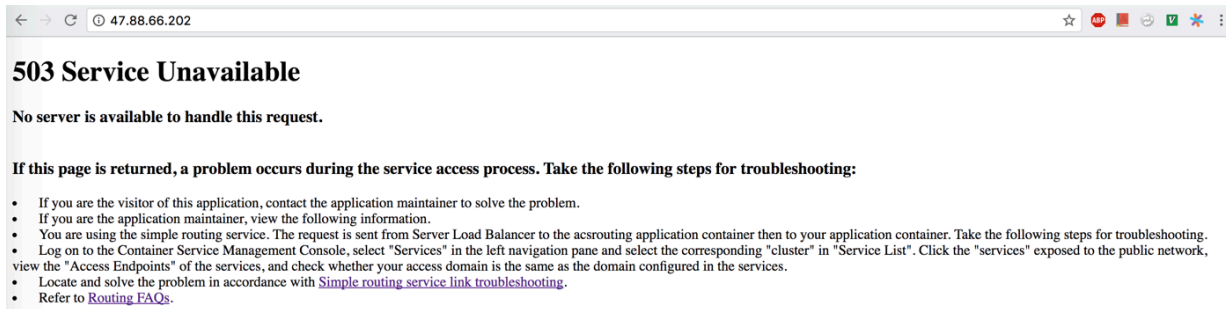 47.88.66.202
ABP
V
503 Service Unavailable
No server is available to handle this request.
If this page is returned, a problem occurs during the service access process. Take the following steps for troubleshooting:
• If you are the visitor of this application, contact the application maintainer to solve the problem.
• If you are the application maintainer, view the following information.
• You are using the simple routing service. The request is sent from Server Load Balancer to the acsrouting application container then to your application container. Take the following steps for troubleshooting.
• Log on to the Container Service Management Console, select "Services" in the left navigation pane and select the corresponding "cluster" in "Service List". Click the "services" exposed to the public network,
view the "Access Endpoints" of the services, and check whether your access domain is the same as the domain configured in the services.
• Locate and solve the problem in accordance with Simple routing service link troubleshooting.
• Refer to Routing FAQs.